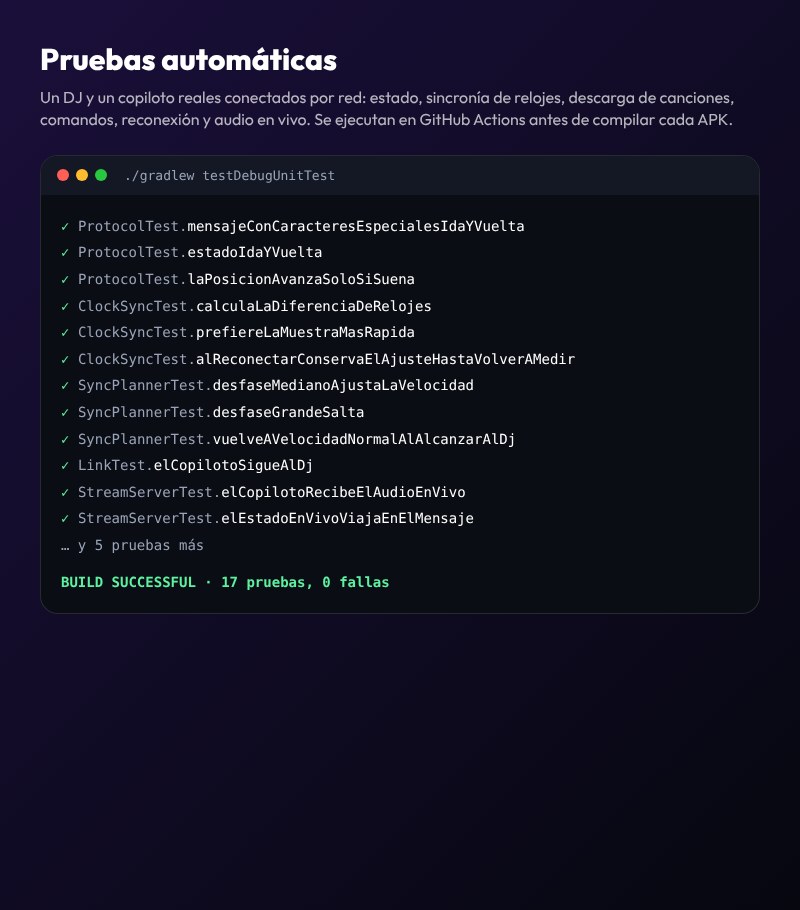 Pruebas automáticas
Un DJ y un copiloto reales conectados por red: estado, sincronía de relojes, descarga de canciones,
comandos, reconexión y audio en vivo. Se ejecutan en GitHub Actions antes de compilar cada APK.
./gradlew testDebugUnitTest
✓ ProtocolTest.mensajeConCaracteresEspecialesIdaYVuelta
✓ ProtocolTest.estadoIdaYVuelta
✓ ProtocolTest.laPosicionAvanzaSoloSiSuena
✓ ClockSyncTest.calculaLaDiferenciaDeRelojes
✓ ClockSyncTest.prefiereLaMuestraMasRapida
✓ ClockSyncTest.alReconectarConservaElAjusteHastaVolverAMedir
✓ SyncPlannerTest.desfaseMedianoAjustaLaVelocidad
✓ SyncPlannerTest.desfaseGrandeSalta
✓ SyncPlannerTest.vuelveAVelocidadNormalAlAlcanzarAlDj
✓ LinkTest.elCopilotoSigueAlDj
✓ StreamServerTest.elCopilotoRecibeElAudioEnVivo
✓ StreamServerTest.elEstadoEnVivoViajaEnElMensaje
… y 5 pruebas más
BUILD SUCCESSFUL · 17 pruebas, 0 fallas